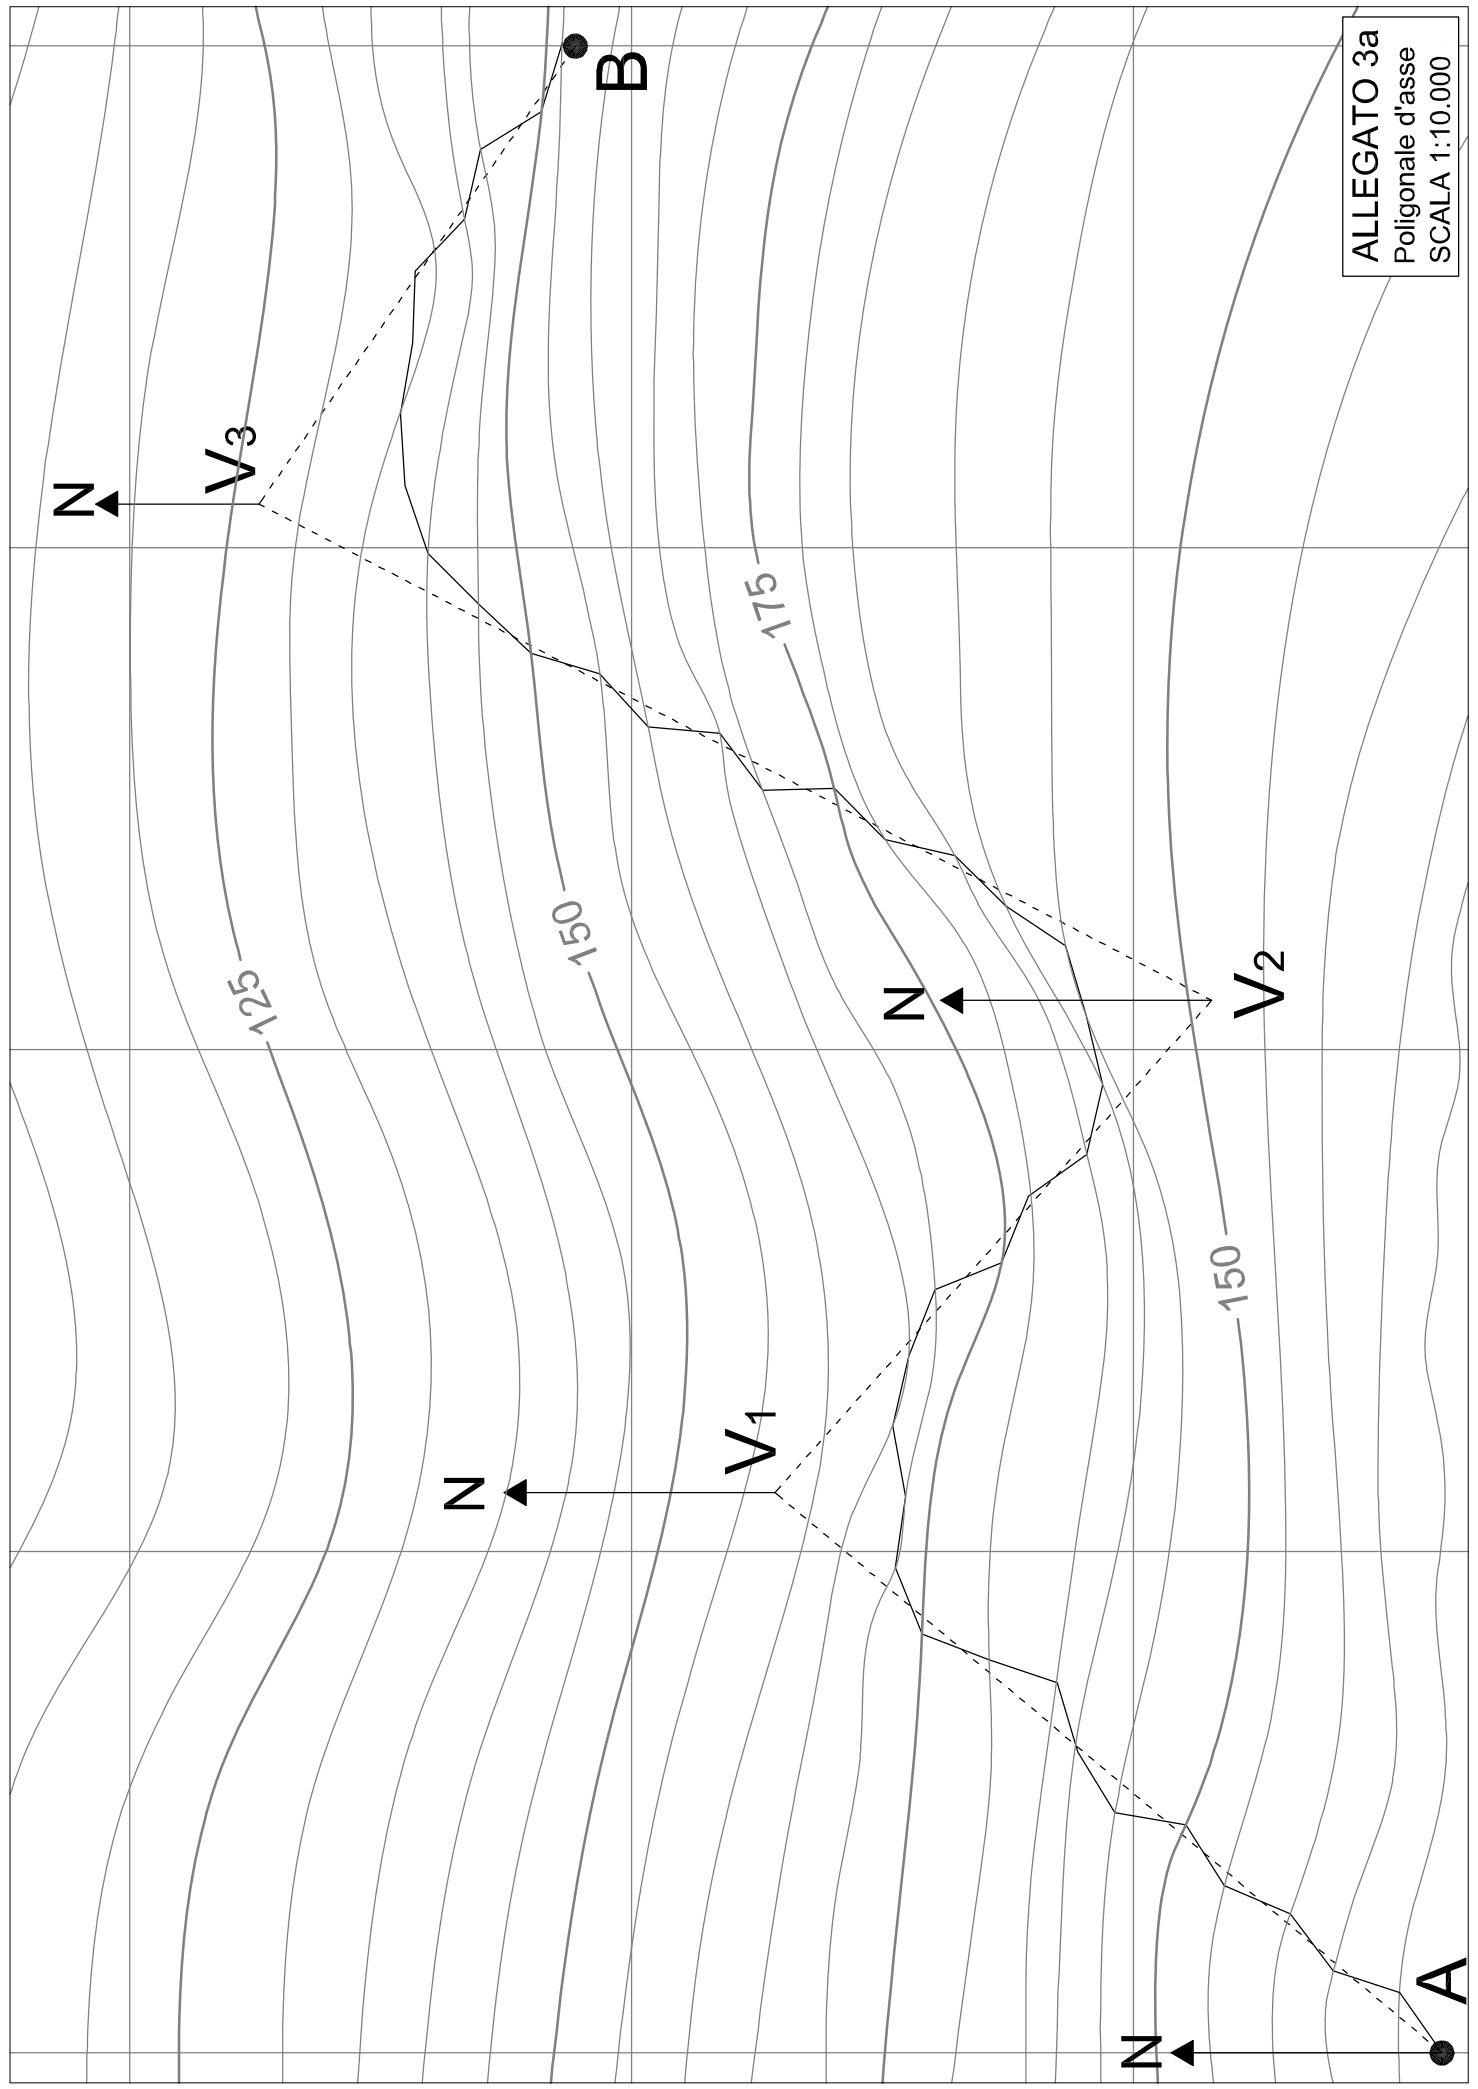 ALLEGATO 3a
Poligonale d'asse
SCALA 1:10.000
A
N
V1
N
V2
N
V3
N
B
125
150
175
150